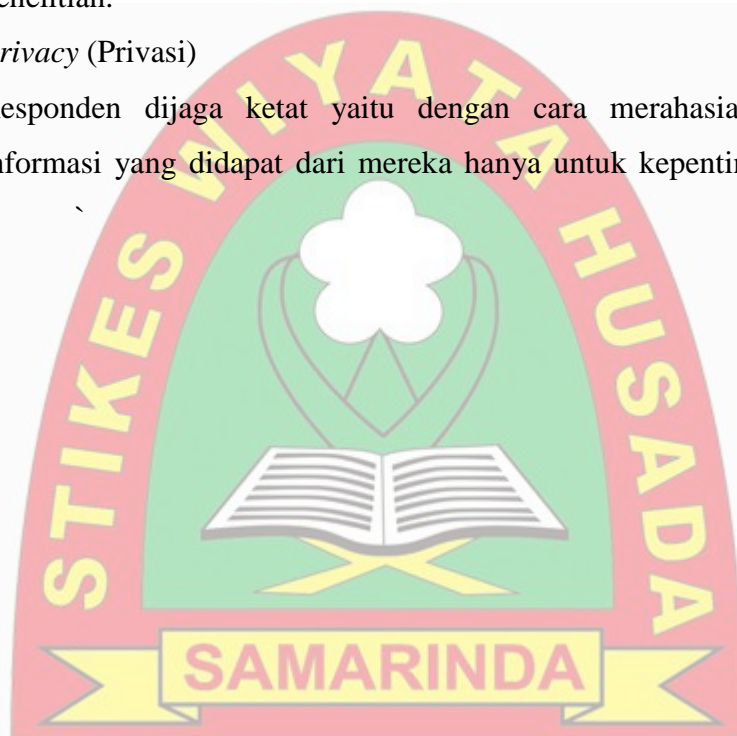 enelitian.
rivacy (Privasi)
esponden dijaga ketat yaitu dengan cara merahasia
nformasi yang didapat dari mereka hanya untuk kepentin
`
STIKES WIYATA HUSADA
SAMARINDA